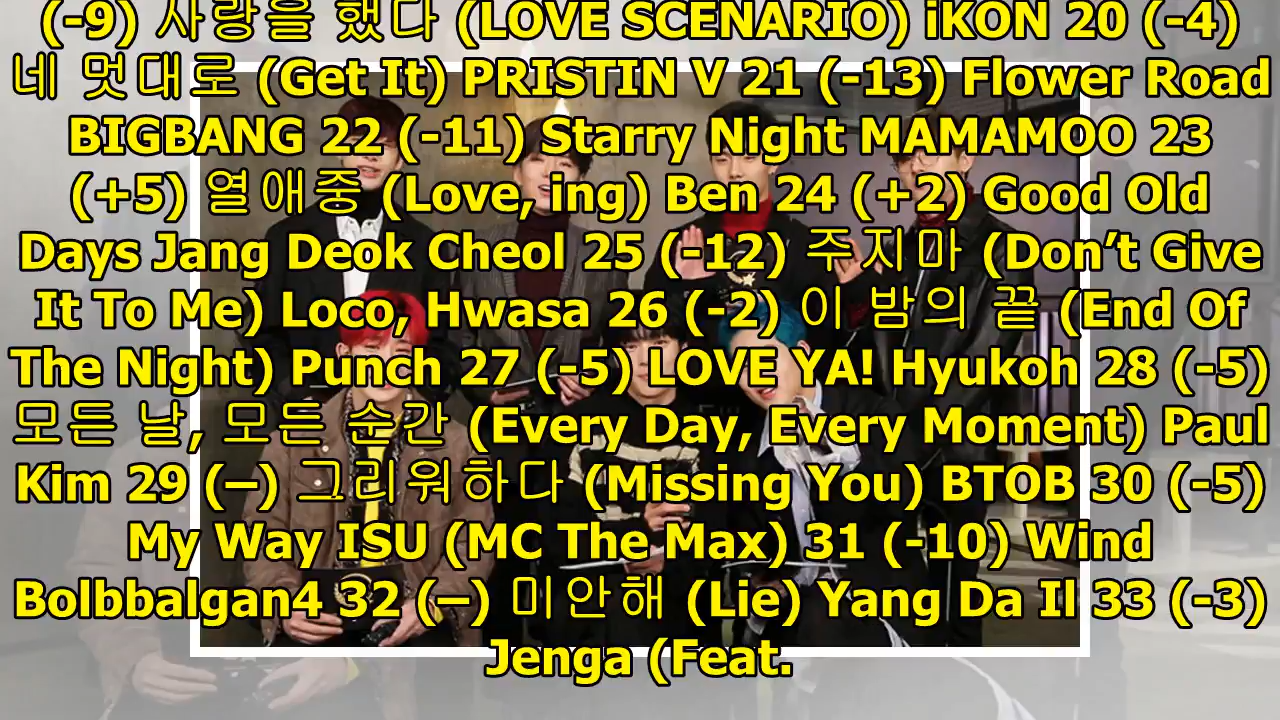 (-9) 사랑을 했다 (LOVE SCENARIO) iKON 20 (-4)
네 멋대로 (Get It) PRISTIN V 21 (-13) Flower Road
BIGBANG 22 (-11) Starry Night MAMAMOO 23
(+5) 열애중 (Love, ing) Ben 24 (+2) Good Old
Days Jang Deok Cheol 25 (-12) 주지마 (Don’t Give
It To Me) Loco, Hwasa 26 (-2) 이 밤의 끝 (End Of
The Night) Punch 27 (-5) LOVE YA! Hyukoh 28 (-5)
모든 날, 모든 순간 (Every Day, Every Moment) Paul
Kim 29 (–) 그리워하다 (Missing You) BTOB 30 (-5)
My Way ISU (MC The Max) 31 (-10) Wind
Bolbbalgan4 32 (–) 미안해 (Lie) Yang Da Il 33 (-3)
Jenga (Feat.